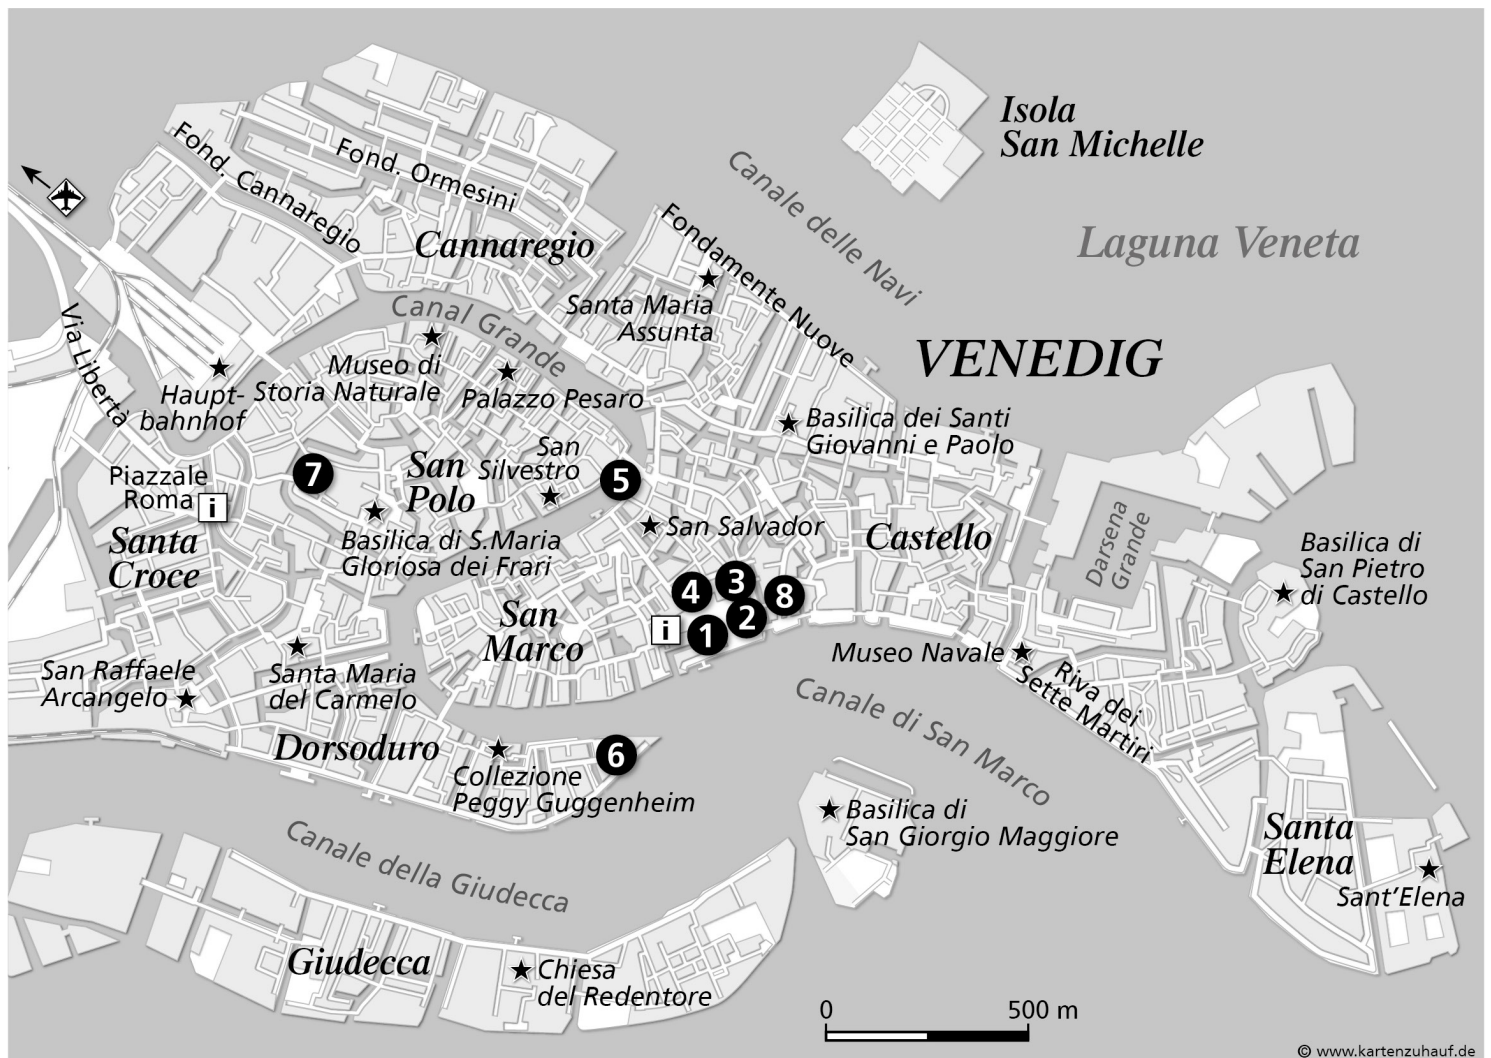 Isola
San Michelle
Fond. Cannaregio
Fond. Ormesini
Canale delle Navi
Fondamente Nuove
Laguna Veneta
Cannaregio
Canal Grande
Santa Maria
Assunta
VENEDIG
Via Libertà
Haupt-
bahnhof
Museo di
Storia Naturale
Palazzo Pesaro
Basilica dei Santi
Giovanni e Paolo
San
Silvestro
San
Polo
7
5
Piazzale
Roma
i
Santa
Croce
Basilica di S.Maria
Gloriosa dei Frari
San Salvador
Castello
Darsena
Grande
Basilica di
San Pietro
di Castello
4
3
8
2
1
i
San
Marco
Museo Navale
Riva dei
Sette Martiri
San Raffaele
Arcangelo
Santa Maria
del Carmelo
Canale di San Marco
Dorsoduro
6
Collezione
Peggy Guggenheim
Basilica di
San Giorgio Maggiore
Santa
Elena
Sant'Elena
Canale della Giudecca
Giudecca
Chiesa
del Redentore
0 500 m
© www.kartenzuhauf.de